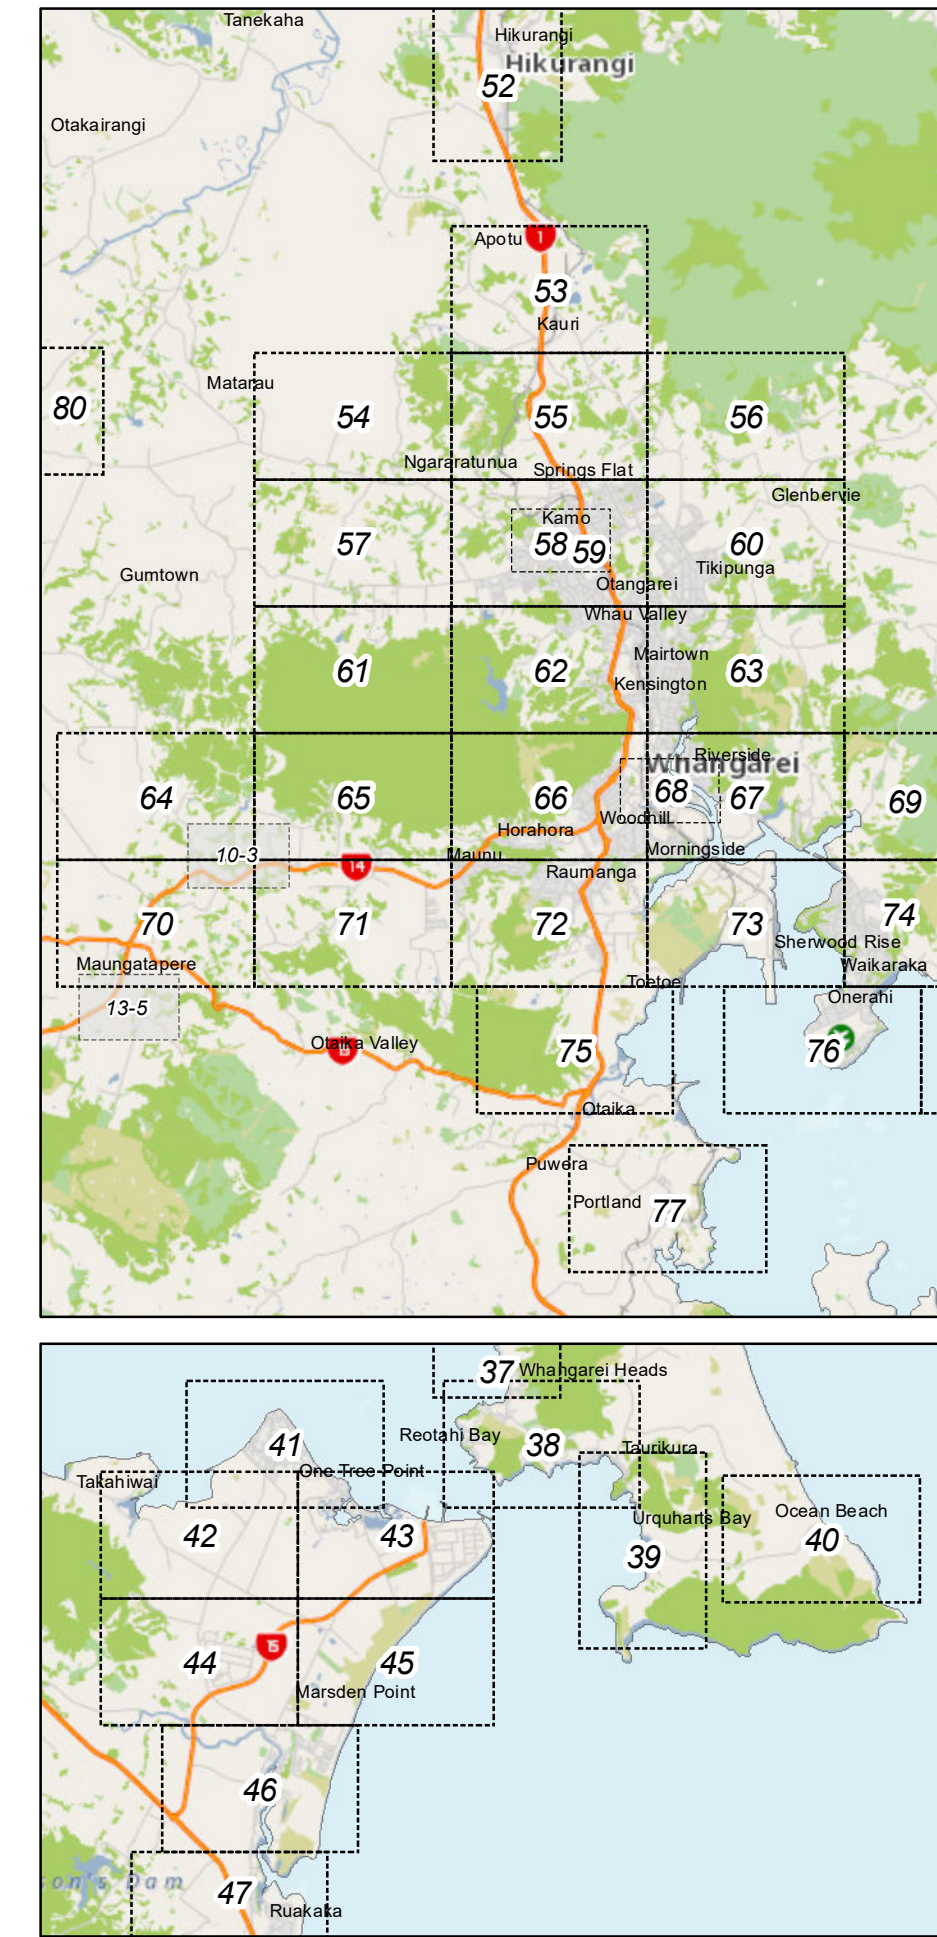 Tanekaha
Hikurangi
Hikurangi
52
Otakairangi
Apotu
1
53
Kauri
80
Matarau
54
55
56
Ngararatunua
Springs Flat
Glenbervie
Kamo
57
58
59
60
Tikipunga
Gumtown
Otangarei
Whau Valley
61
62
Mairtown
63
Kensington
Riverside
Whangarei
64
65
66
68
67
69
Woodhill
Horahora
10-3
Maunu
Morningside
14
Raumanga
70
71
72
73
74
Sherwood Rise
Maungatapere
Waikaraka
Toetoe
Onerahi
13-5
Otaika Valley
15
75
76
Otaika
Puwera
Portland
77
37
Whangarei Heads
41
Reotahi Bay
38
Taurikura
Takahiwai
One Tree Point
42
43
Urquharts Bay
Ocean Beach
39
40
44
15
45
Marsden Point
46
son's Dam
47
Ruakaka